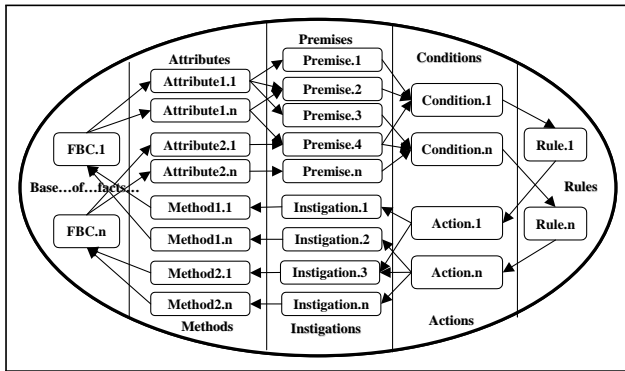 Premises
Attributes
Conditions
Premise.1
Attribute1.1
Premise.2
Attribute1.n
Condition.1
Premise.3
FBC.1
Attribute2.1
Premise.4
Condition.n
Rule.1
Attribute2.n
Premise.n
Base…of…facts…
Rules
Method1.1
Instigation.1
FBC.n
Action.1
Rule.n
Method1.n
Instigation.2
Method2.1
Instigation.3
Action.n
Method2.n
Instigation.n
Methods
Instigations
Actions